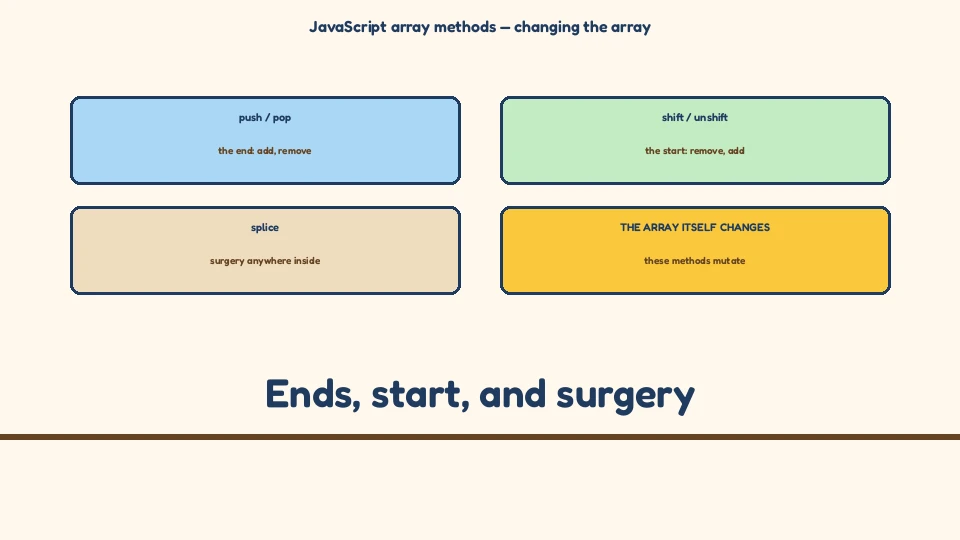 JavaScript array methods — changing the array
push / pop
the end: add, remove
shift / unshift
the start: remove, add
splice
surgery anywhere inside
THE ARRAY ITSELF CHANGES
these methods mutate
Ends, start, and surgery